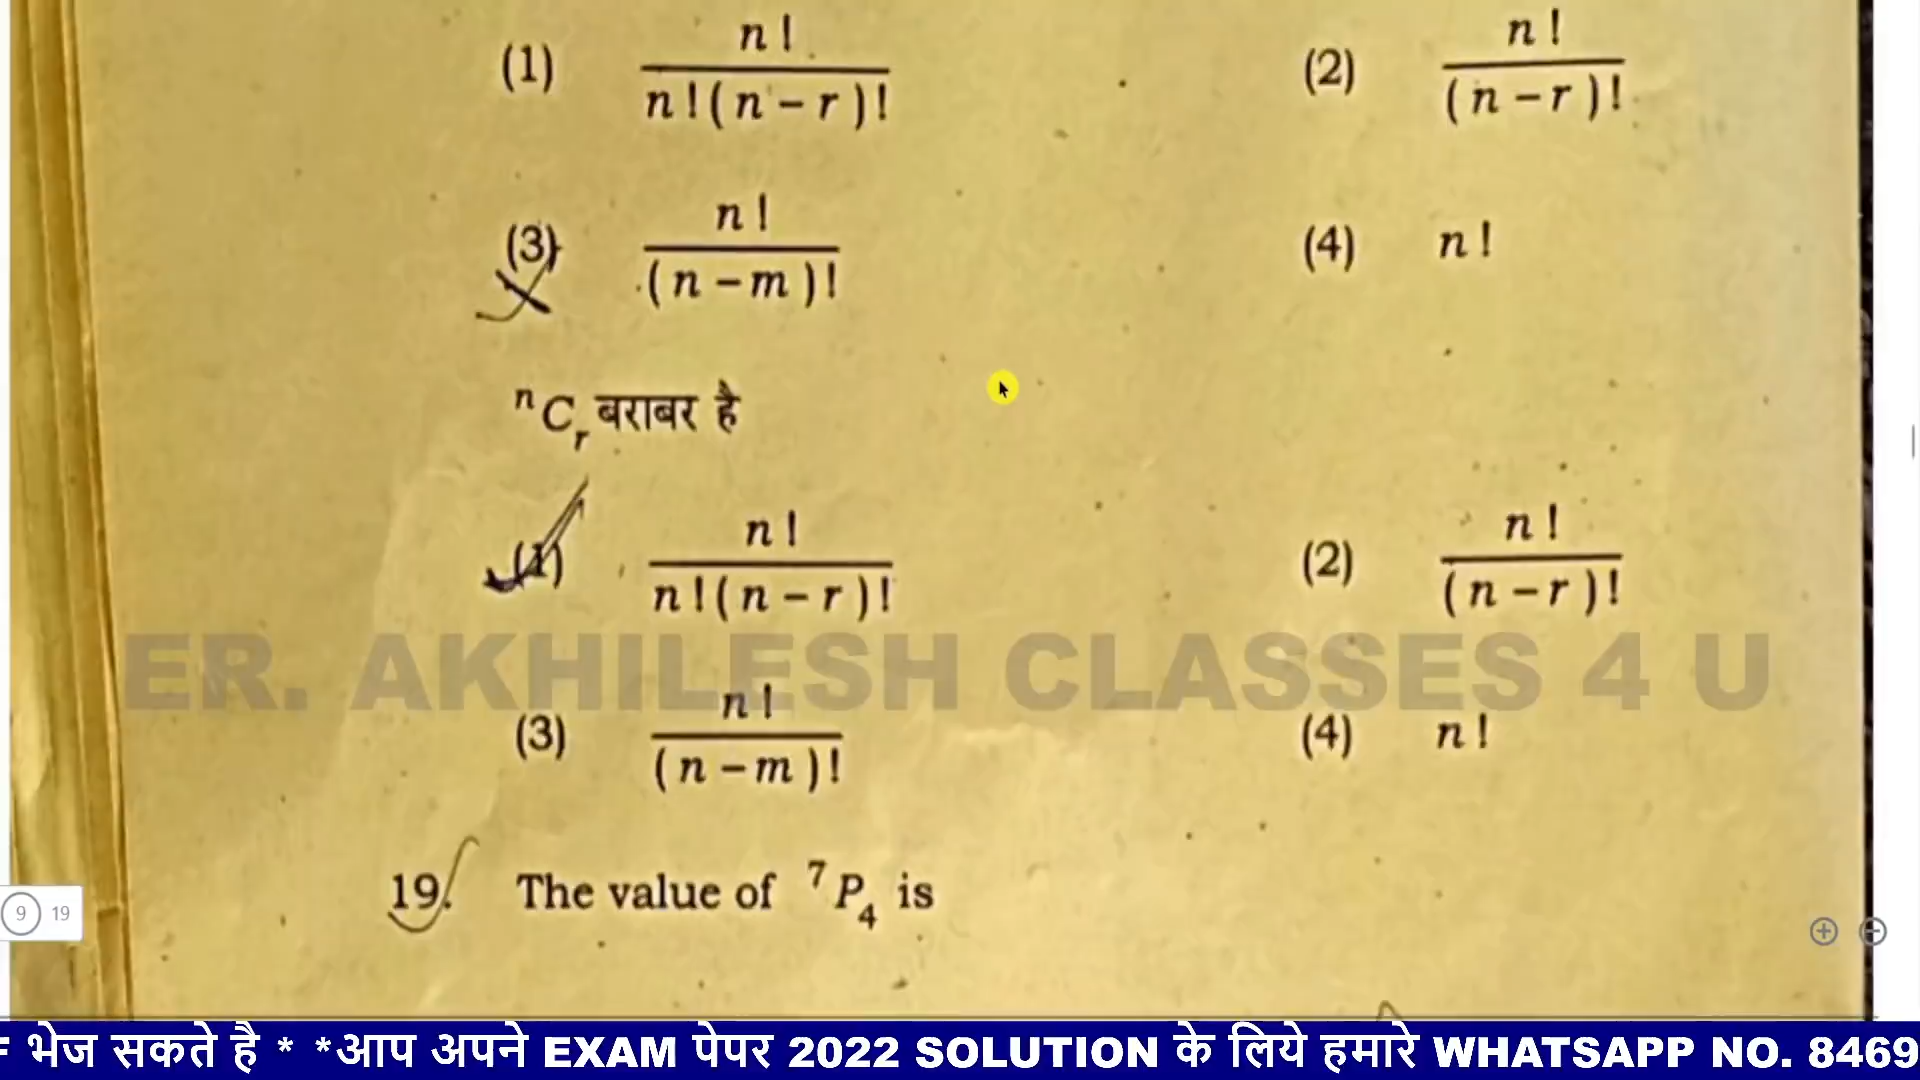 (1) n ! / n ! ( n – r ) ! (2) n ! / ( n – r ) !
(3) n ! / ( n – m ) ! (4) n !
ⁿCᵣ बराबर है
(1) n ! / n ! ( n – r ) ! (2) n ! / ( n – r ) !
ER. AKHILESH CLASSES 4 U
(3) n ! / ( n – m ) ! (4) n !
19. The value of ⁷P₄ is
9 19
भेज सकते है * *आप अपने EXAM पेपर 2022 SOLUTION के लिये हमारे WHATSAPP NO. 8469